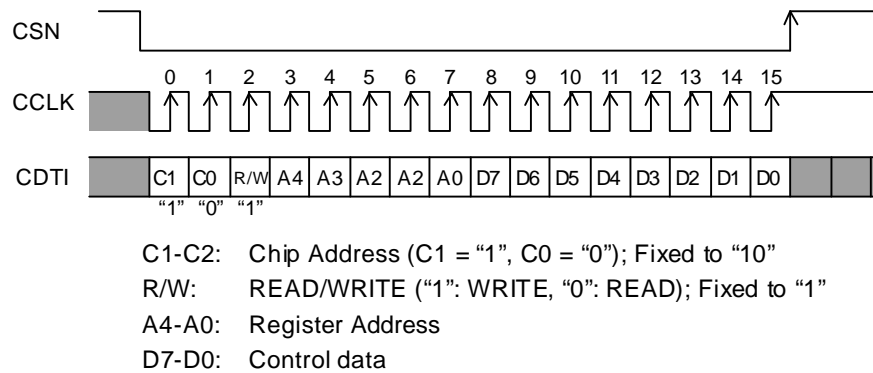 CSN
0 1 2 3 4 5 6 7 8 9 10 11 12 13 14 15
CCLK
CDTI C1 C0 R/W A4 A3 A2 A2 A0 D7 D6 D5 D4 D3 D2 D1 D0
“1” “0” “1”
C1-C2: Chip Address (C1 = “1”, C0 = “0”); Fixed to “10”
R/W: READ/WRITE (“1”: WRITE, “0”: READ); Fixed to “1”
A4-A0: Register Address
D7-D0: Control data